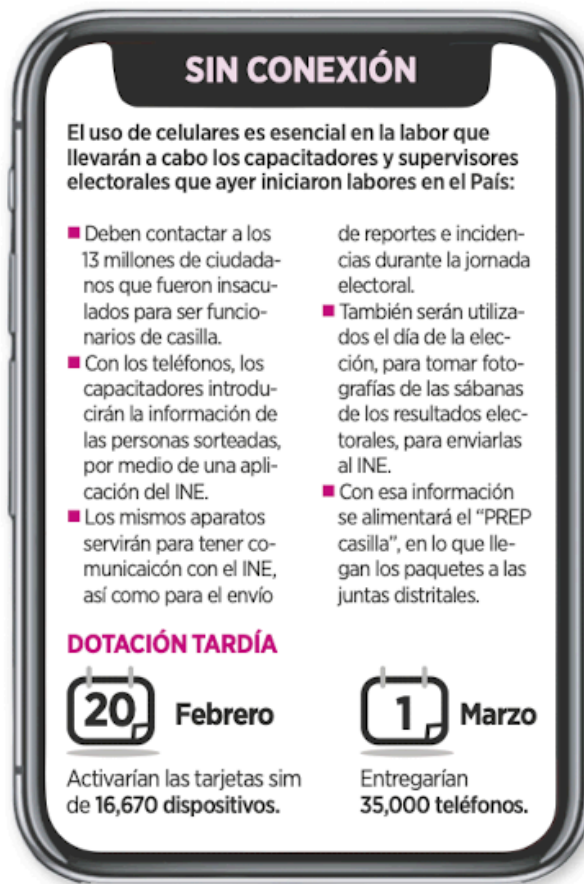 SIN CONEXIÓN
El uso de celulares es esencial en la labor que
llevarán a cabo los capacitadores y supervisores
electorales que ayer iniciaron labores en el País:
■ Deben contactar a los
13 millones de ciudada-
nos que fueron insacu-
lados para ser funcio-
narios de casilla.
■ Con los teléfonos, los
capacitadores introdu-
cirán la información de
las personas sorteadas,
por medio de una apli-
cación del INE.
■ Los mismos aparatos
servirán para tener co-
municaicón con el INE,
así como para el envío
de reportes e inciden-
cias durante la jornada
electoral.
■ También serán utiliza-
dos el día de la elec-
ción, para tomar foto-
grafías de las sábanas
de los resultados elec-
torales, para enviarlas
al INE.
■ Con esa información
se alimentará el “PREP
casilla”, en lo que lle-
gan los paquetes a las
juntas distritales.
DOTACIÓN TARDÍA
20 Febrero
Activarían las tarjetas sim
de 16,670 dispositivos.
1 Marzo
Entregarían
35,000 teléfonos.